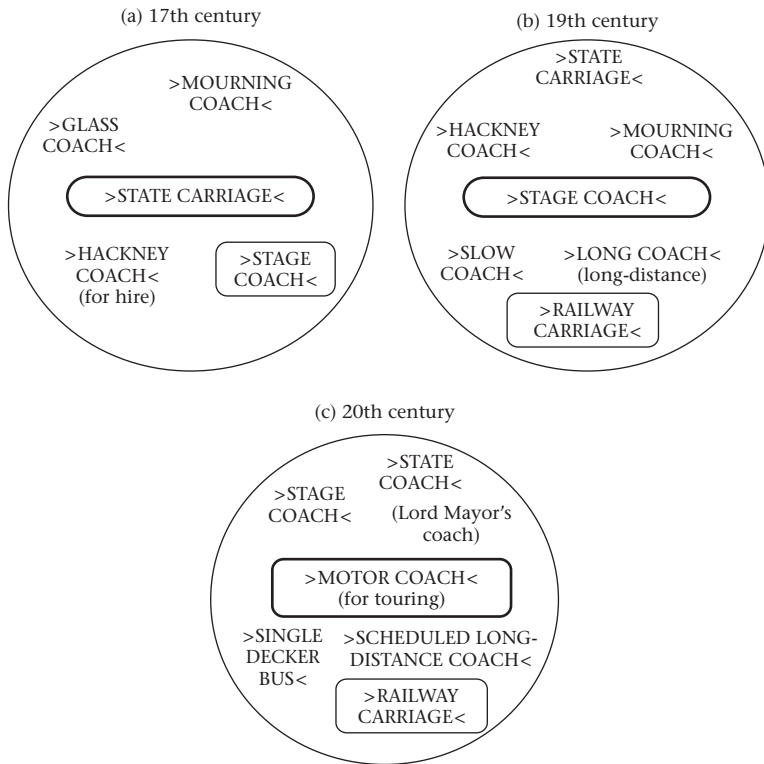 (a) 17th century
>MOURNING
COACH<
>GLASS
COACH<
>STATE CARRIAGE<
>HACKNEY
COACH<
(for hire)
>STAGE
COACH<
(b) 19th century
>STATE
CARRIAGE<
>HACKNEY
COACH<
>MOURNING
COACH<
>STAGE COACH<
>SLOW
COACH<
>LONG COACH<
(long-distance)
>RAILWAY
CARRIAGE<
(c) 20th century
>STATE
COACH<
(Lord Mayor's
coach)
>STAGE
COACH<
>MOTOR COACH<
(for touring)
>SINGLE
DECKER
BUS<
>SCHEDULED LONG-
DISTANCE COACH<
>RAILWAY
CARRIAGE<